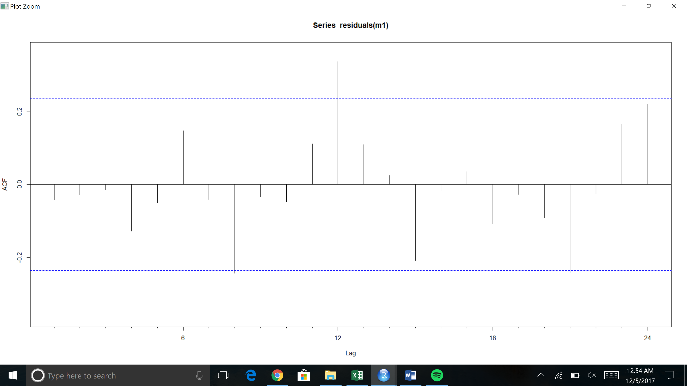 Plot Zoom
Series residuals(m1)
ACF
0.2
0.0
-0.2
6
12
18
24
Lag
Type here to search
12:54 AM
12/5/2017